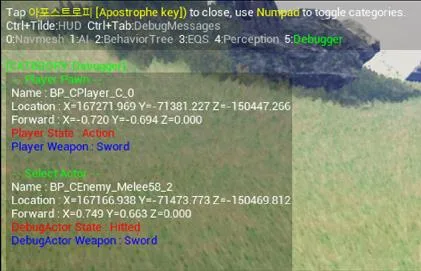 Tap 아포스트로피 [Apostrophe key]) to close, use Numpad to toggle categories.
Ctrl+Tilde:HUD Ctrl+Tab:DebugMessages
0:Navmesh 1:AI 2:BehaviorTree 3:EQS 4:Perception 5:Debugger
[CATEGORY: Debugger]
-- Player Pawn --
Name : BP_CPlayer_C_0
Location : X=167271.969 Y=-71381.227 Z=-150447.266
Forward : X=-0.720 Y=-0.694 Z=0.000
Player State : Action
Player Weapon : Sword
-- Select Actor --
Name : BP_CEnemy_Melee58_2
Location : X=167166.938 Y=-71473.773 Z=-150469.812
Forward : X=0.749 Y=0.663 Z=0.000
DebugActor State : Hitted
DebugActor Weapon : Sword